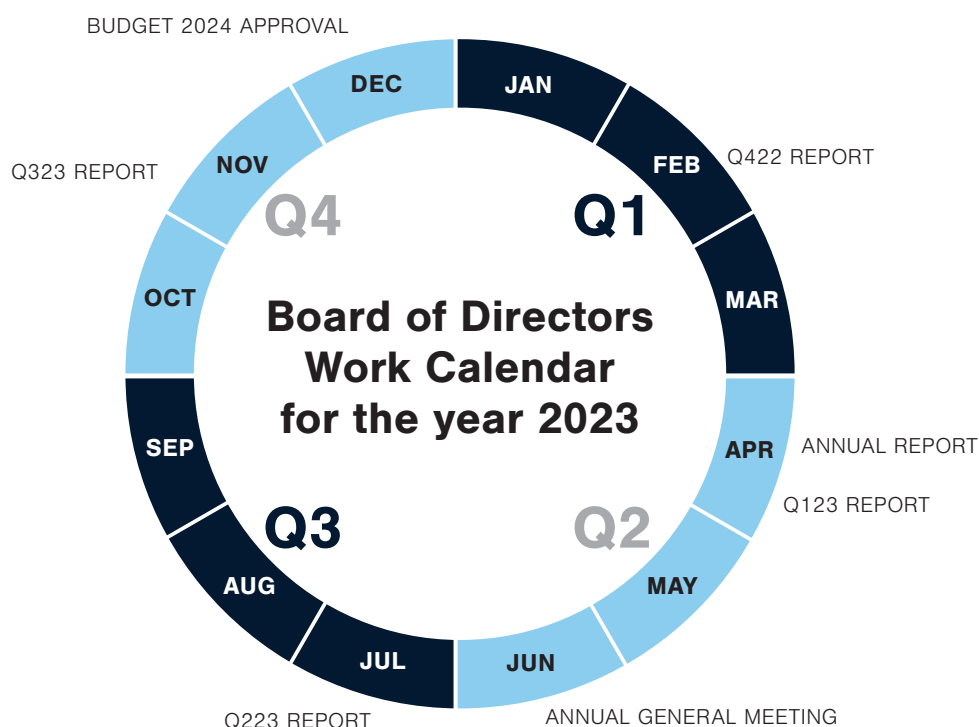 BUDGET 2024 APPROVAL
DEC
JAN
NOV
FEB
Q323 REPORT
Q422 REPORT
Q4
Q1
OCT
MAR
Board of Directors
Work Calendar
for the year 2023
SEP
APR
ANNUAL REPORT
Q123 REPORT
Q3
Q2
AUG
MAY
JUL
JUN
Q223 REPORT
ANNUAL GENERAL MEETING